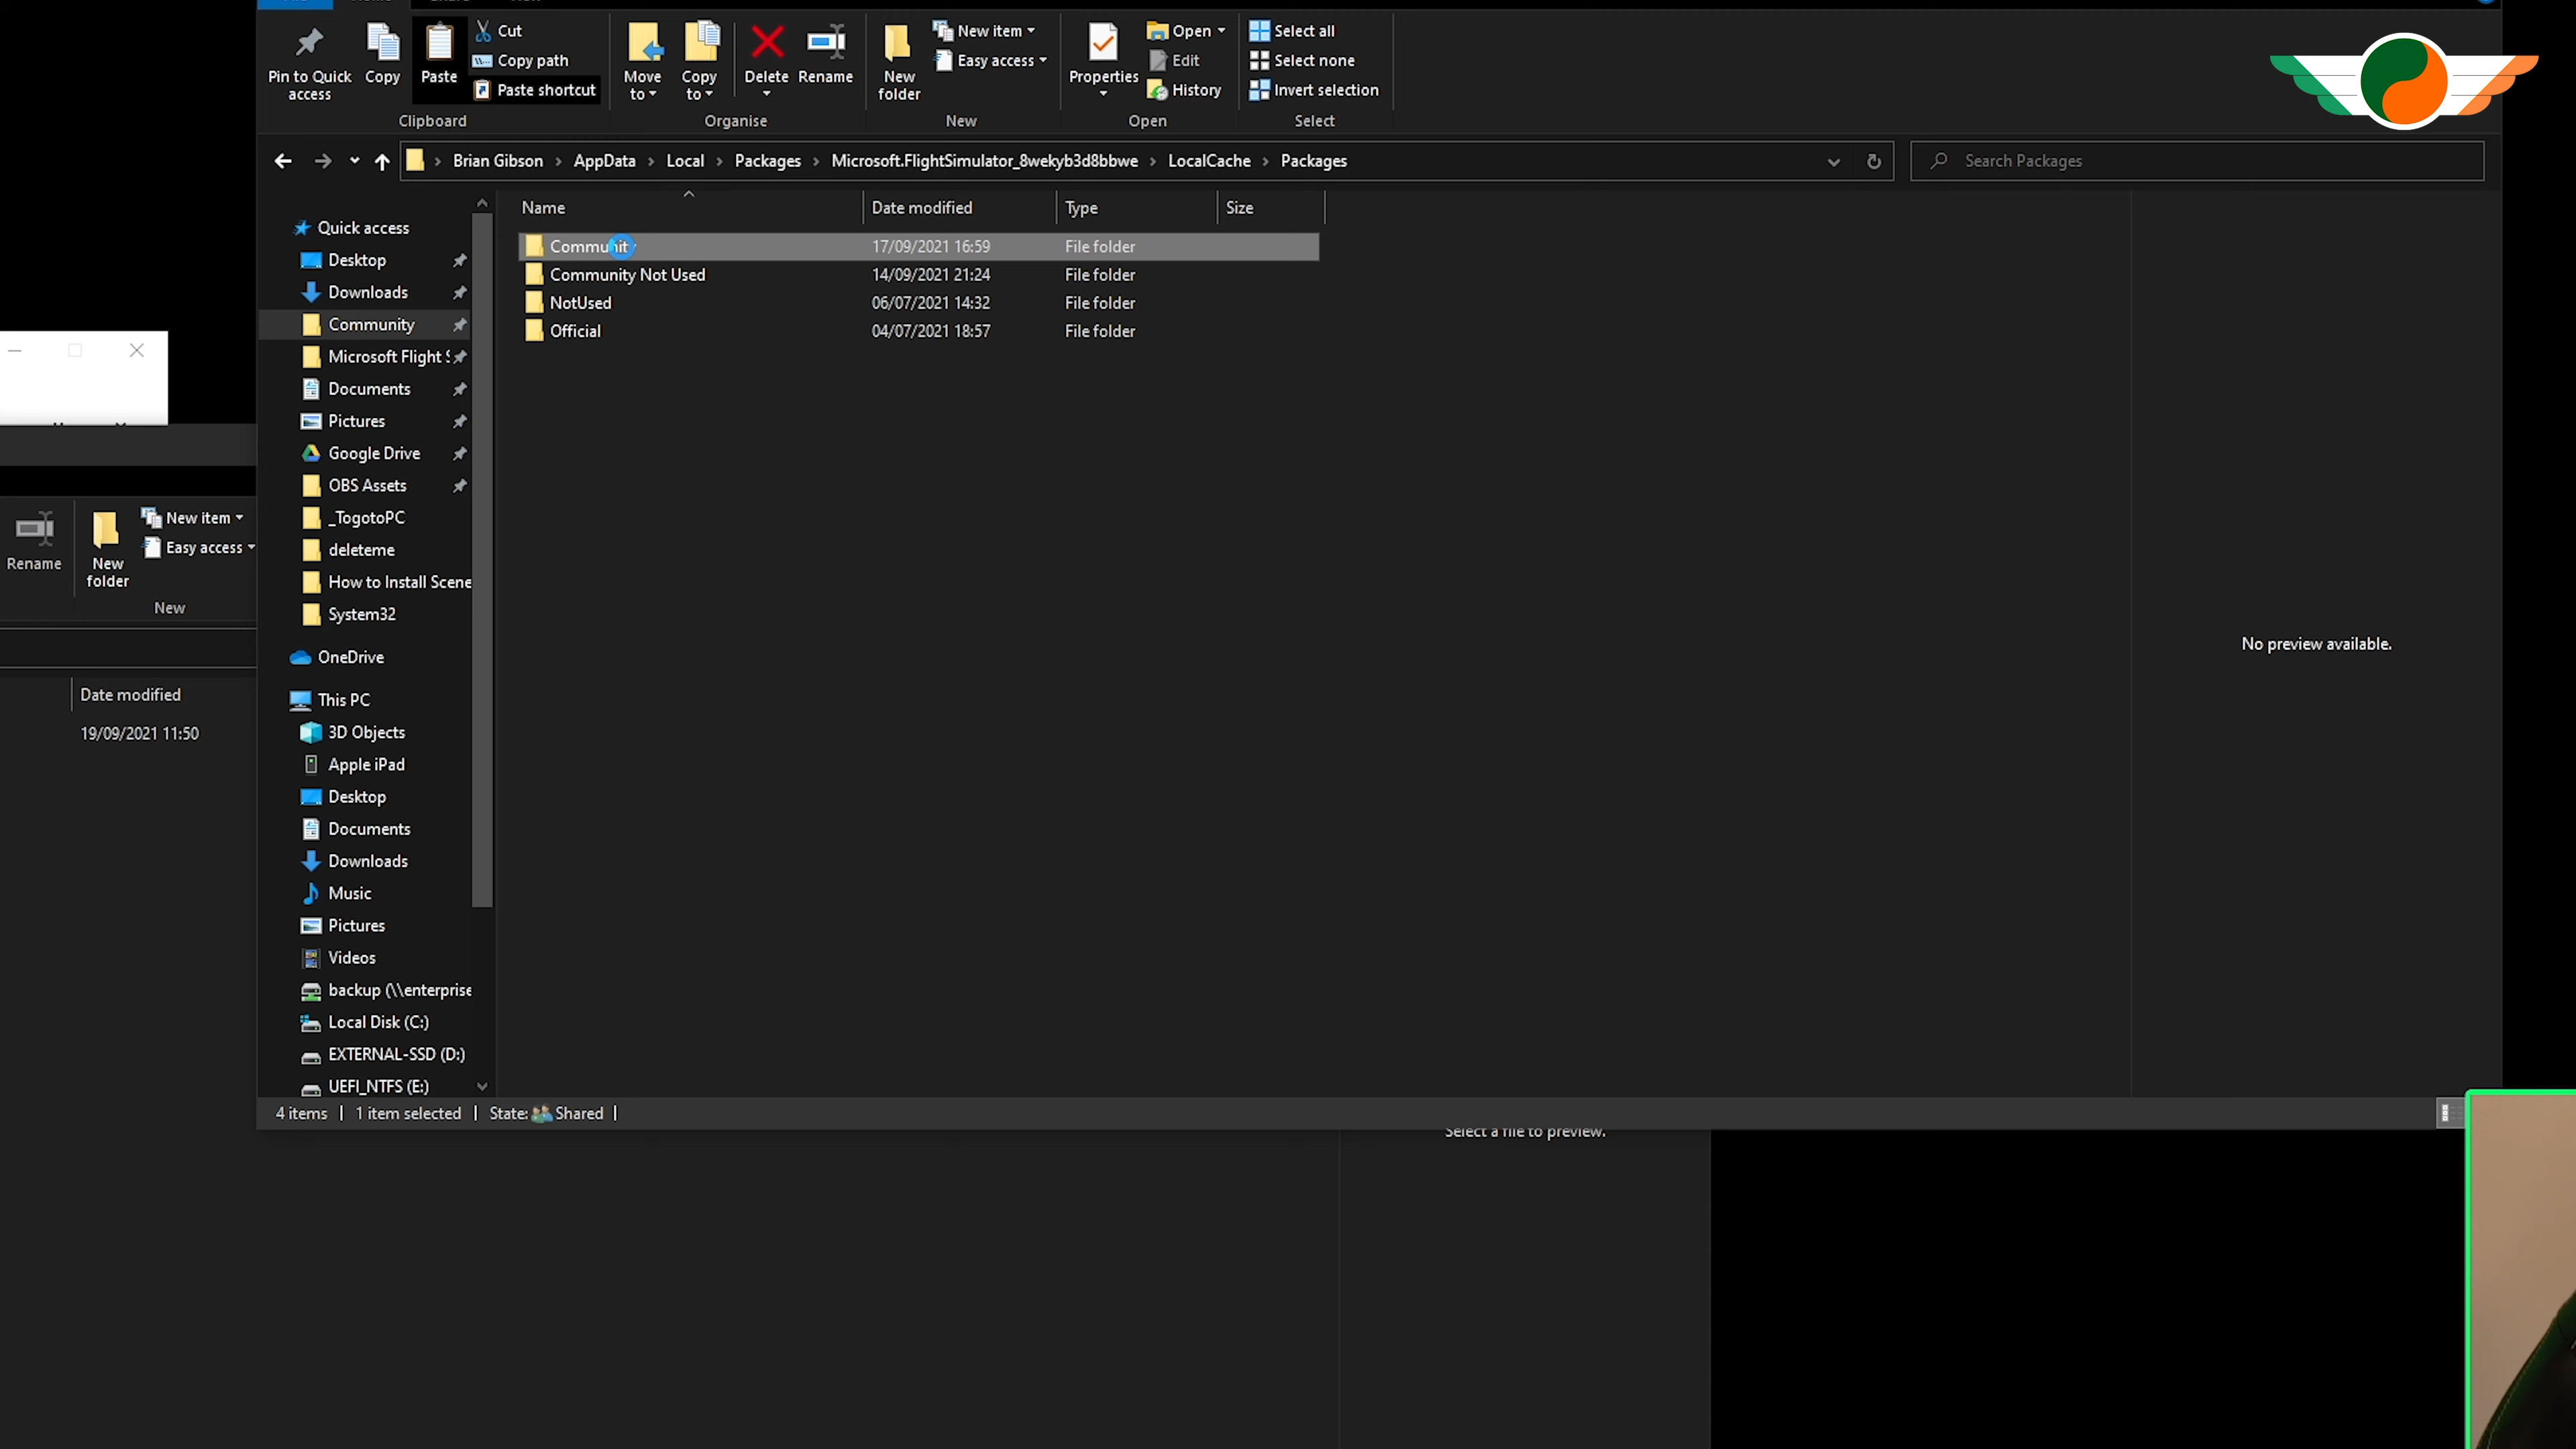 Cut
Copy path
Paste shortcut
Pin to Quick access
Copy
Paste
Clipboard
Move to
Copy to
Delete
Rename
Organise
New folder
New item
Easy access
New
Properties
Open
Edit
History
Open
Select all
Select none
Invert selection
Select
Brian Gibson > AppData > Local > Packages > Microsoft.FlightSimulator_8wekyb3d8bbwe > LocalCache > Packages
Search Packages
Name Date modified Type Size
Community 17/09/2021 16:59 File folder
Community Not Used 14/09/2021 21:24 File folder
NotUsed 06/07/2021 14:32 File folder
Official 04/07/2021 18:57 File folder
Quick access
Desktop
Downloads
Community
Microsoft Flight S
Documents
Pictures
Google Drive
OBS Assets
_TogotoPC
deleteme
How to Install Scene
System32
OneDrive
This PC
3D Objects
Apple iPad
Desktop
Documents
Downloads
Music
Pictures
Videos
backup (\\enterprise
Local Disk (C:)
EXTERNAL-SSD (D:)
UEFI_NTFS (E:)
No preview available.
4 items | 1 item selected | State: Shared |
Rename
New folder
New item
Easy access
New
Date modified
19/09/2021 11:50
Select a file to preview.